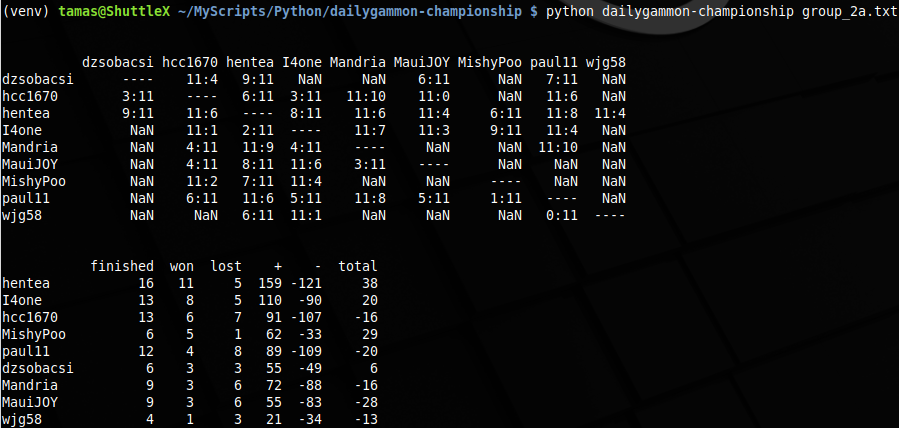 (venv) tamas@ShuttleX ~/MyScripts/Python/dailygammon-championship $ python dailygammon-championship group_2a.txt
dzsobacsi hcc1670 hentea I4one Mandria MauiJOY MishyPoo paul11 wjg58
dzsobacsi ---- 11:4 9:11 NaN NaN 6:11 NaN 7:11 NaN
hcc1670 3:11 ---- 6:11 3:11 11:10 11:0 NaN 11:6 NaN
hentea 9:11 11:6 ---- 8:11 11:6 11:4 6:11 11:8 11:4
I4one NaN 11:1 2:11 ---- 11:7 11:3 9:11 11:4 NaN
Mandria NaN 4:11 11:9 4:11 ---- NaN NaN 11:10 NaN
MauiJOY NaN 4:11 8:11 11:6 3:11 ---- NaN NaN NaN
MishyPoo NaN 11:2 7:11 11:4 NaN NaN ---- NaN NaN
paul11 NaN 6:11 11:6 5:11 11:8 5:11 1:11 ---- NaN
wjg58 NaN NaN 6:11 11:1 NaN NaN NaN 0:11 ----
finished won lost + - total
hentea 16 11 5 159 -121 38
I4one 13 8 5 110 -90 20
hcc1670 13 6 7 91 -107 -16
MishyPoo 6 5 1 62 -33 29
paul11 12 4 8 89 -109 -20
dzsobacsi 6 3 3 55 -49 6
Mandria 9 3 6 72 -88 -16
MauiJOY 9 3 6 55 -83 -28
wjg58 4 1 3 21 -34 -13